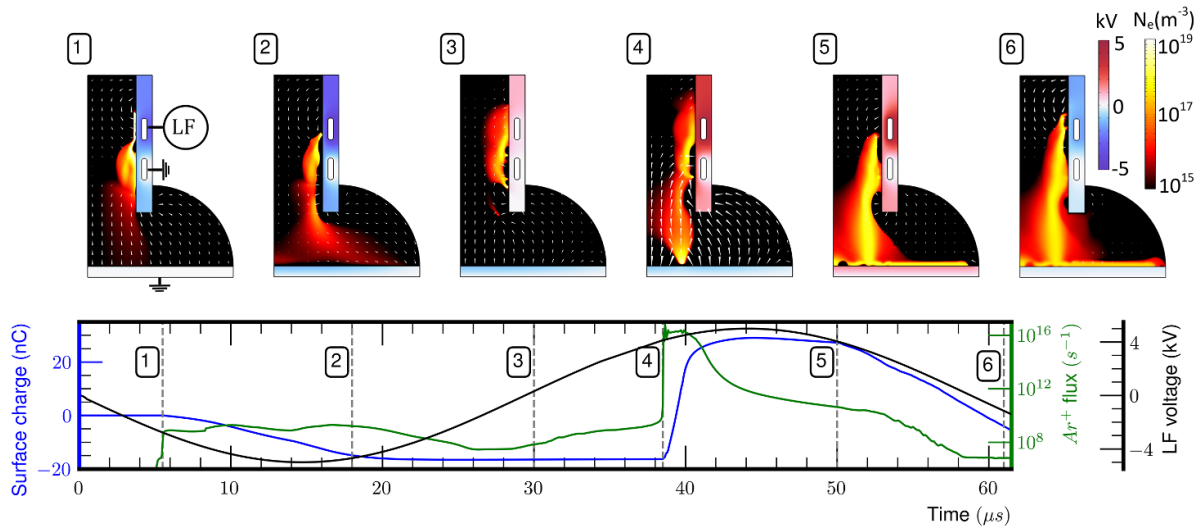 1 2 3 4 5 6
kV N_e(m⁻³)
5 10¹⁹
0 10¹⁷
-5 10¹⁵
LF
Surface charge (nC)
20
0
−20
1 2 3 4 5 6
10¹⁶
10¹²
10⁸
Ar⁺ flux (s⁻¹)
4
0
−4
LF voltage (kV)
0 10 20 30 40 50 60
Time (μs)